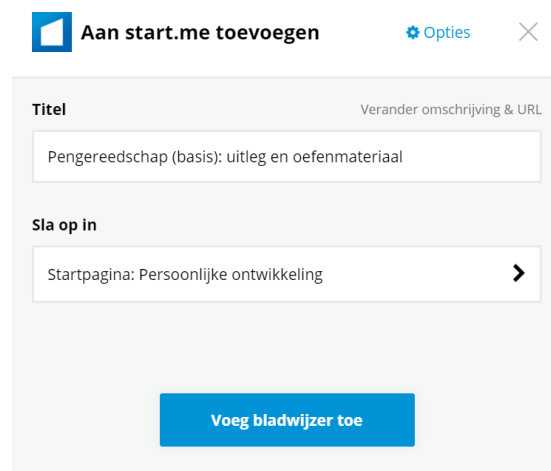 Aan start.me toevoegen
Opties
Titel
Verander omschrijving & URL
Pengereedschap (basis): uitleg en oefenmateriaal
Sla op in
Startpagina: Persoonlijke ontwikkeling
Voeg bladwijzer toe